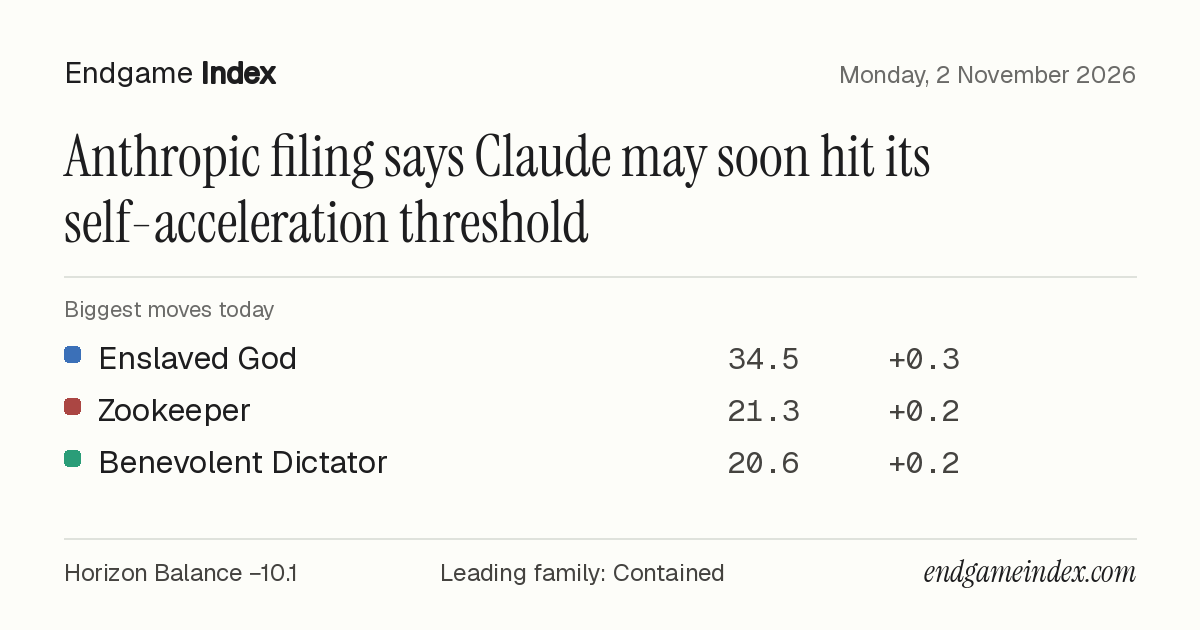 Endgame Index
Monday, 2 November 2026
Anthropic filing says Claude may soon hit its
self-acceleration threshold
Biggest moves today
Enslaved God 34.5 +0.3
Zookeeper 21.3 +0.2
Benevolent Dictator 20.6 +0.2
Horizon Balance −10.1
Leading family: Contained
endgameindex.com